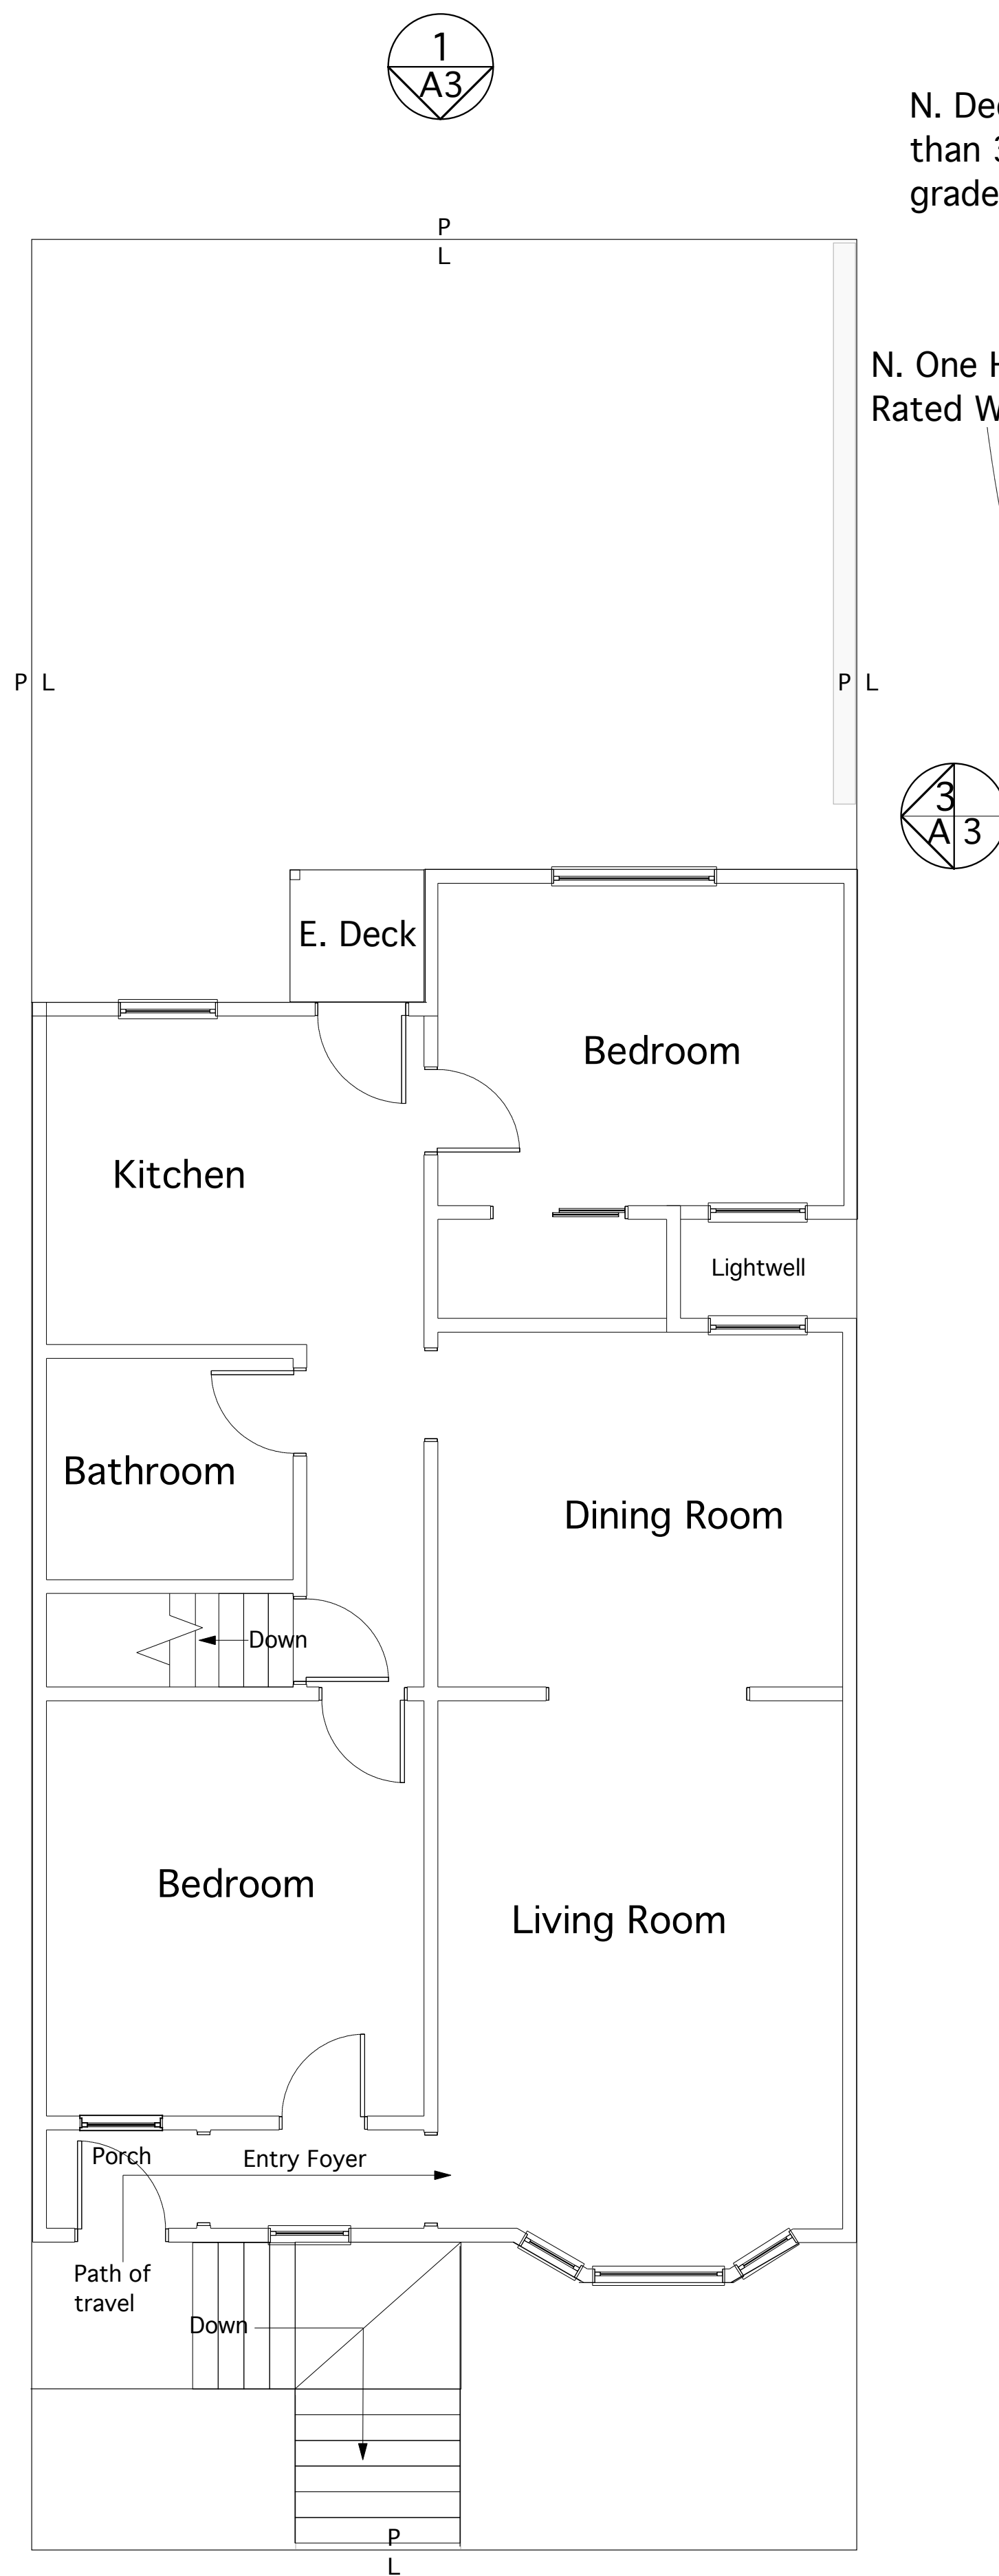 1
A3
N. De
than 3
grade
P
L
N. One H
Rated W
P L
P L
3
A 3
E. Deck
Bedroom
Kitchen
Lightwell
Bathroom
Dining Room
Down
Bedroom
Living Room
Porch
Entry Foyer
Path of
travel
Down
P
L